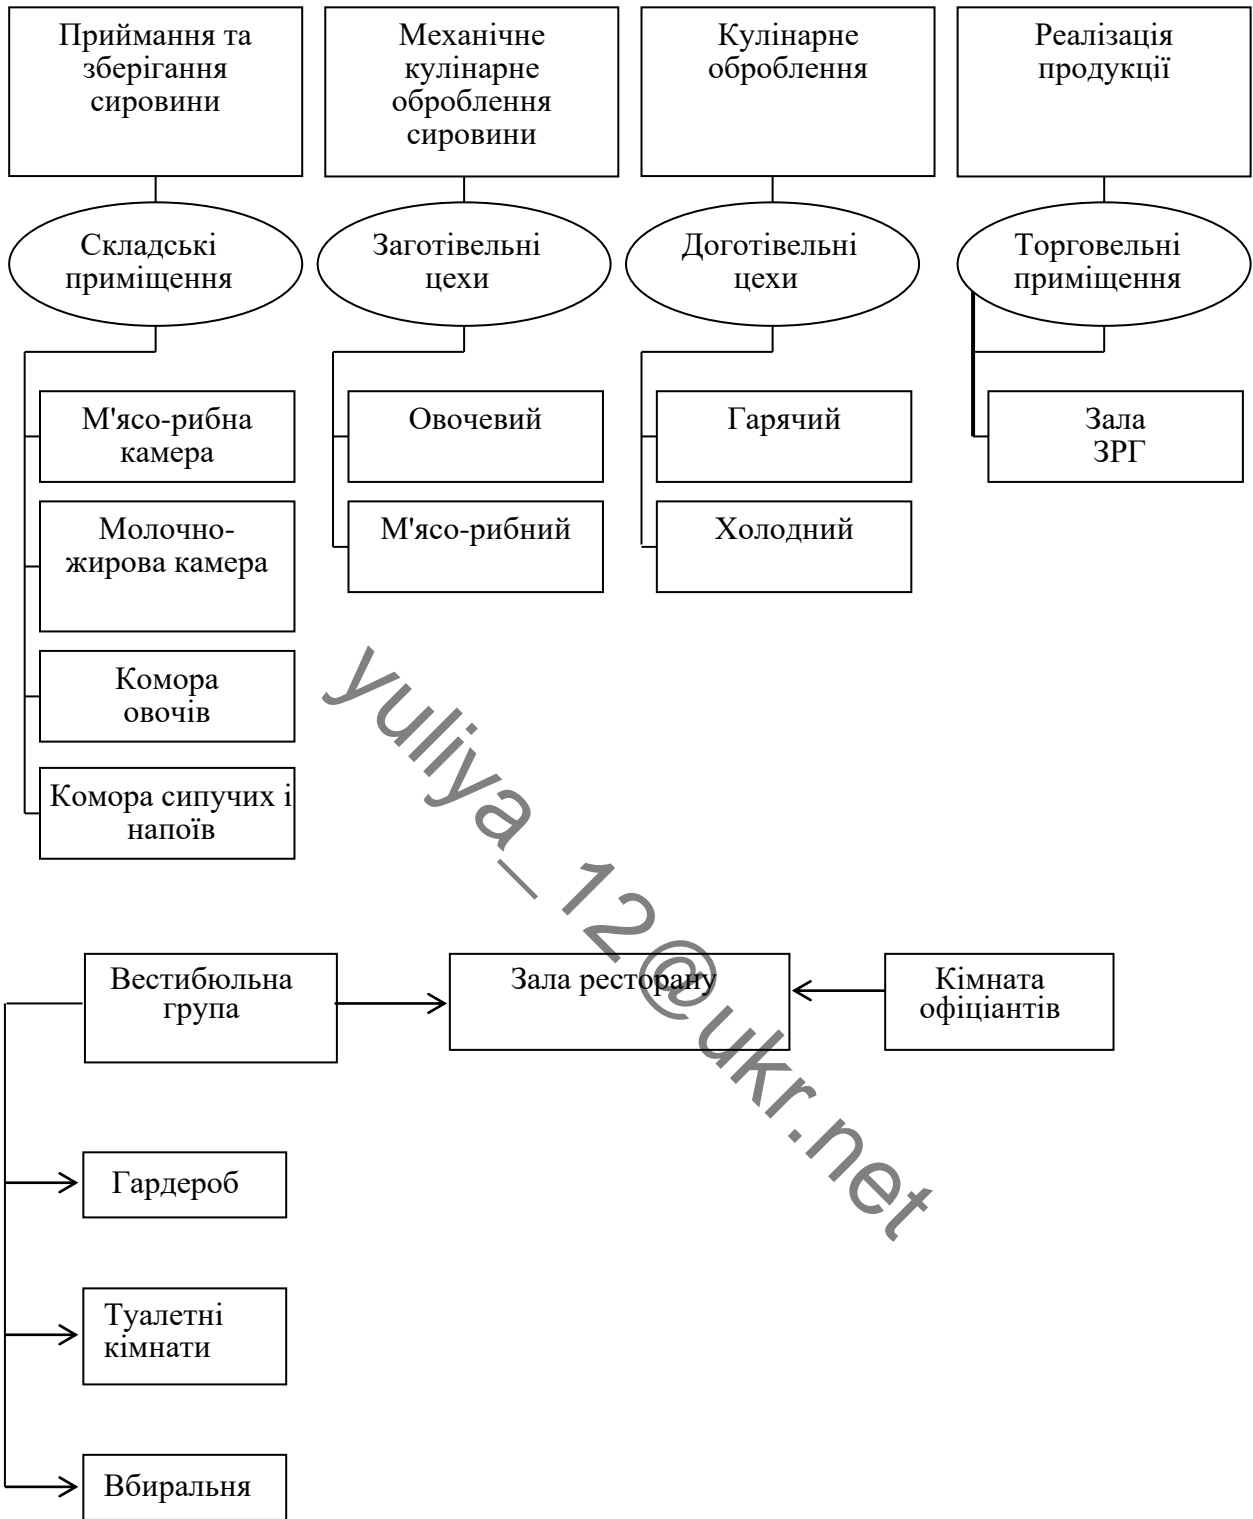 Приймання та
зберігання
сировини
Механічне
кулінарне
оброблення
сировини
Кулінарне
оброблення
Реалізація
продукції
Складські
приміщення
Заготівельні
цехи
Доготівельні
цехи
Торговельні
приміщення
М'ясо-рибна
камера
Овочевий
Гарячий
Зала
ЗРГ
Молочно-
жирова камера
М'ясо-рибний
Холодний
Комора
овочів
Комора сипучих і
напоїв
yuliya_12@ukr.net
Вестибюльна
група
Зала ресторану
Кімната
офіціантів
Гардероб
Туалетні
кімнати
Вбиральня